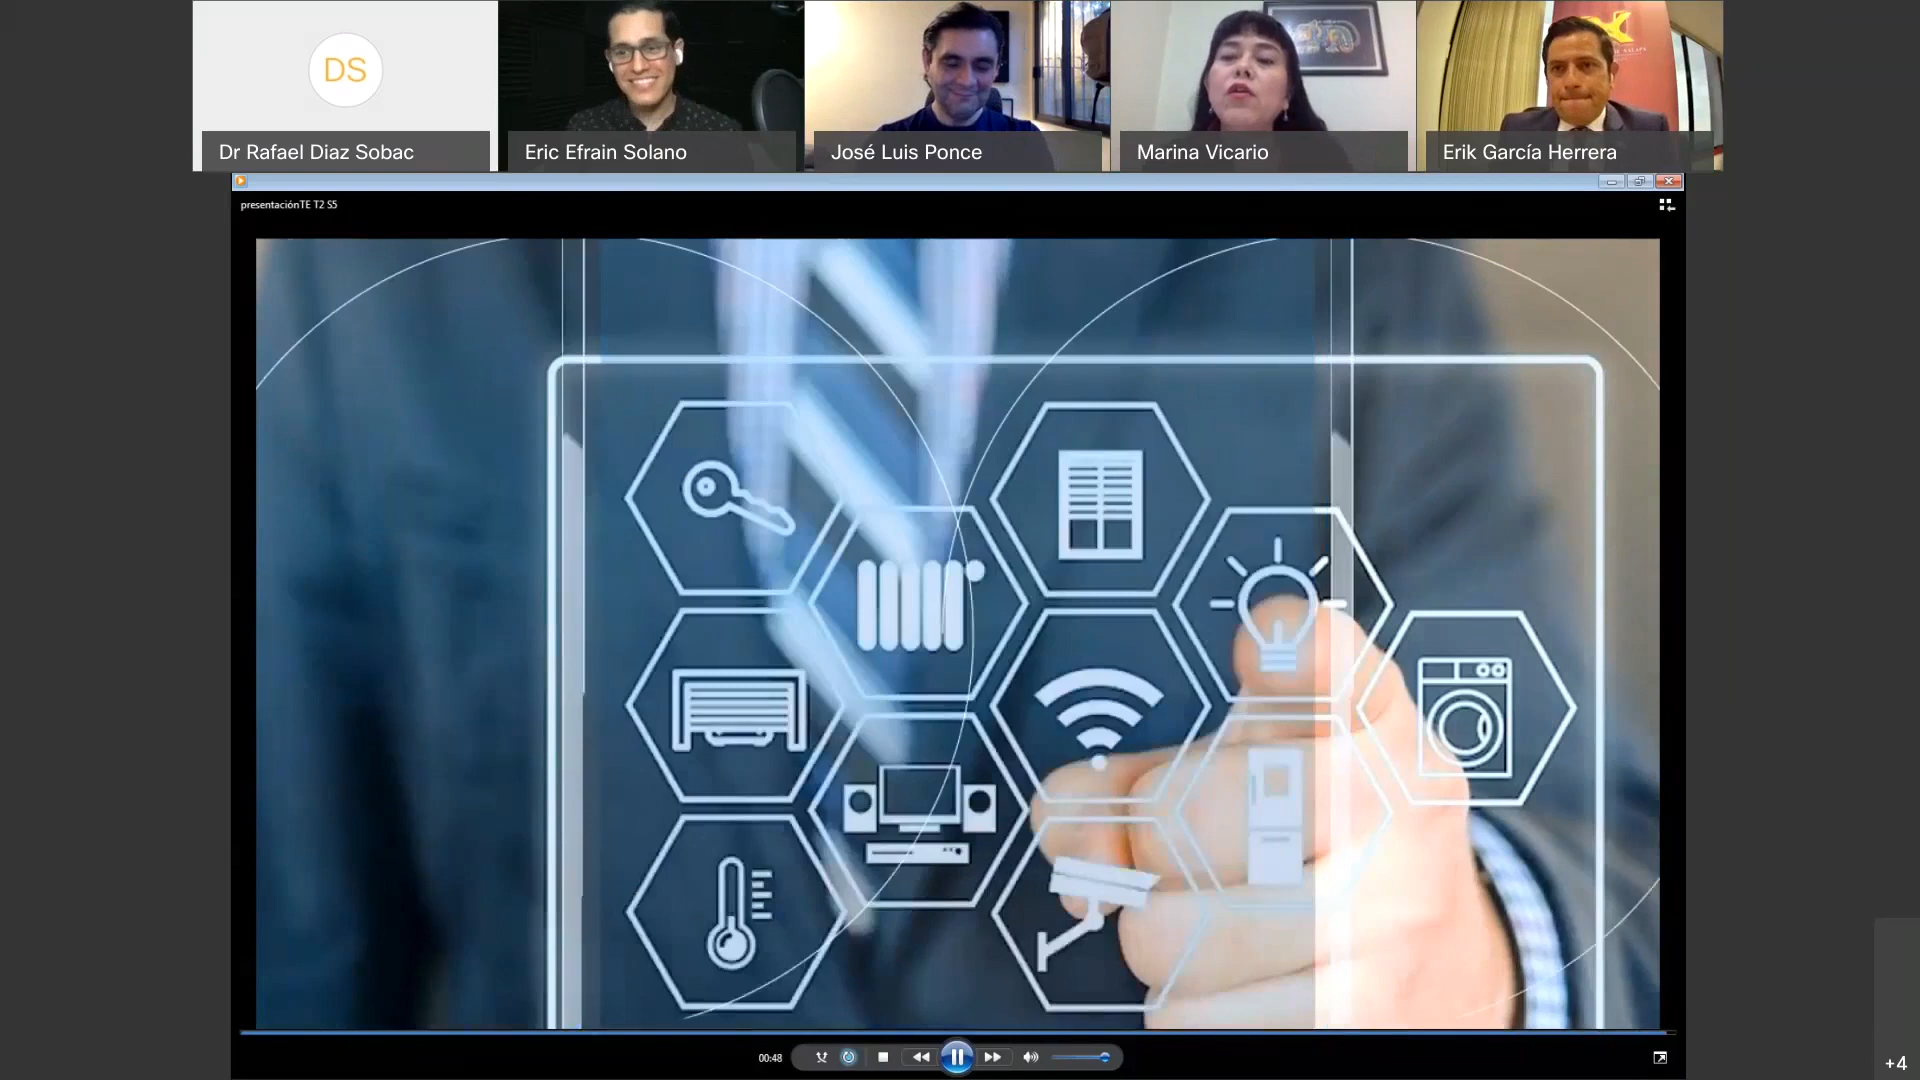 DS
Dr Rafael Diaz Sobac
Eric Efrain Solano
José Luis Ponce
Marina Vicario
Erik García Herrera
presentaciónTE T2 S5
00:48
+4